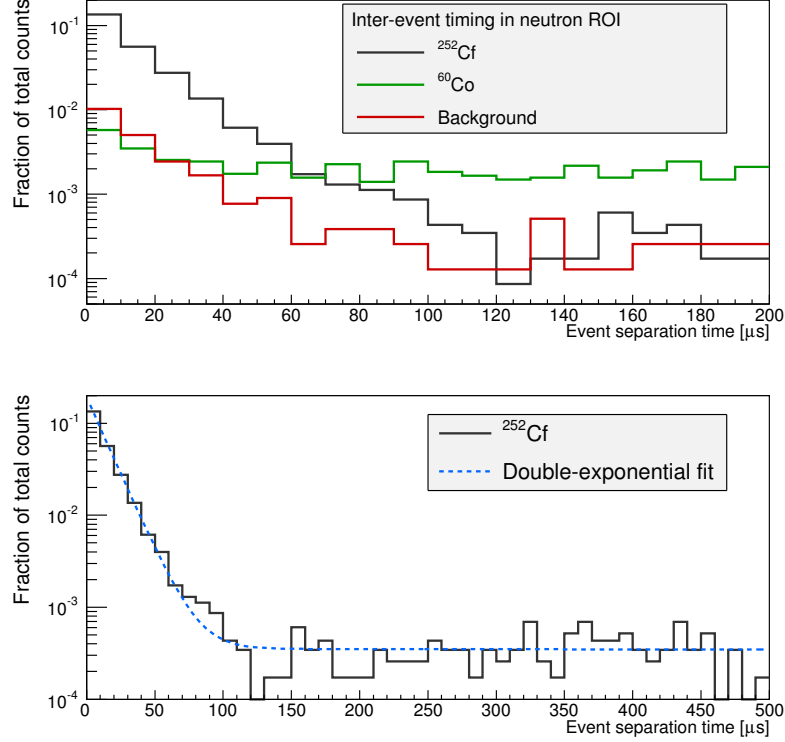 Fraction of total counts
10⁻¹
10⁻²
10⁻³
10⁻⁴
Inter-event timing in neutron ROI
²⁵²Cf
⁶⁰Co
Background
0 20 40 60 80 100 120 140 160 180 200
Event separation time [μs]
Fraction of total counts
10⁻¹
10⁻²
10⁻³
10⁻⁴
²⁵²Cf
Double-exponential fit
0 50 100 150 200 250 300 350 400 450 500
Event separation time [μs]